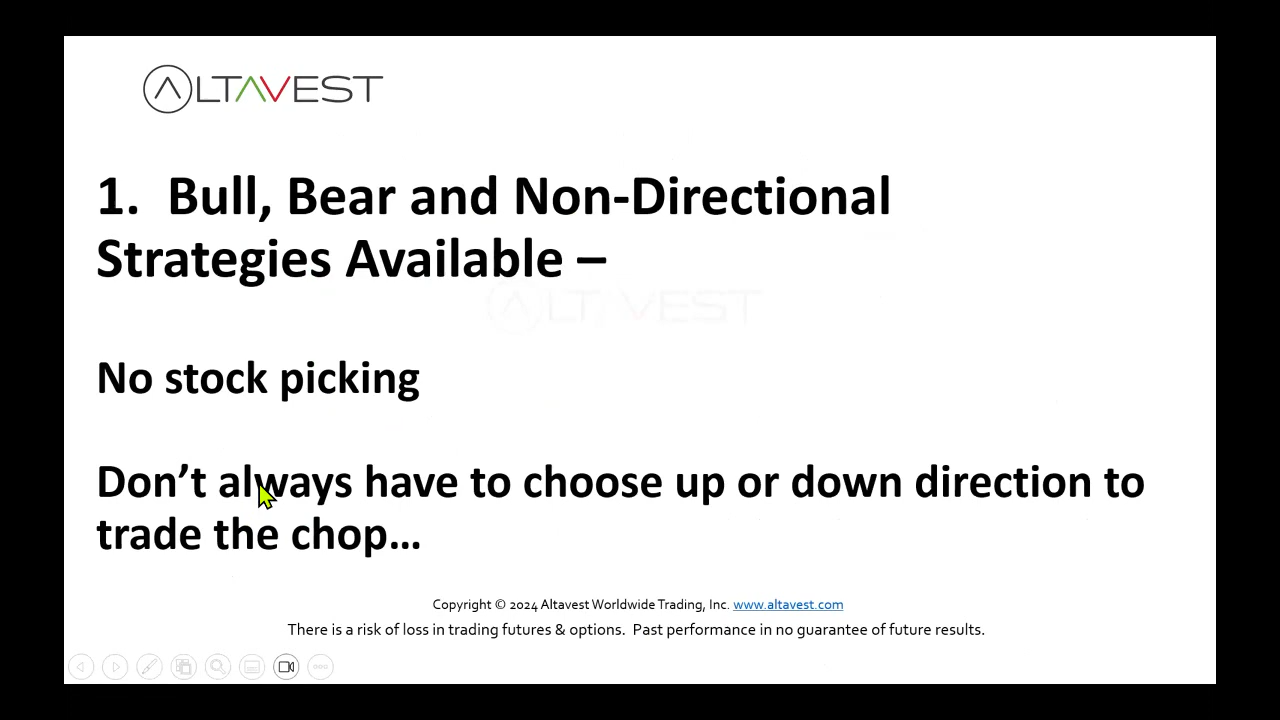 ALTAVEST
1. Bull, Bear and Non-Directional
Strategies Available –
ALTAVEST
No stock picking
Don’t always have to choose up or down direction to
trade the chop…
Copyright © 2024 Altavest Worldwide Trading, Inc. www.altavest.com
There is a risk of loss in trading futures & options. Past performance in no guarantee of future results.